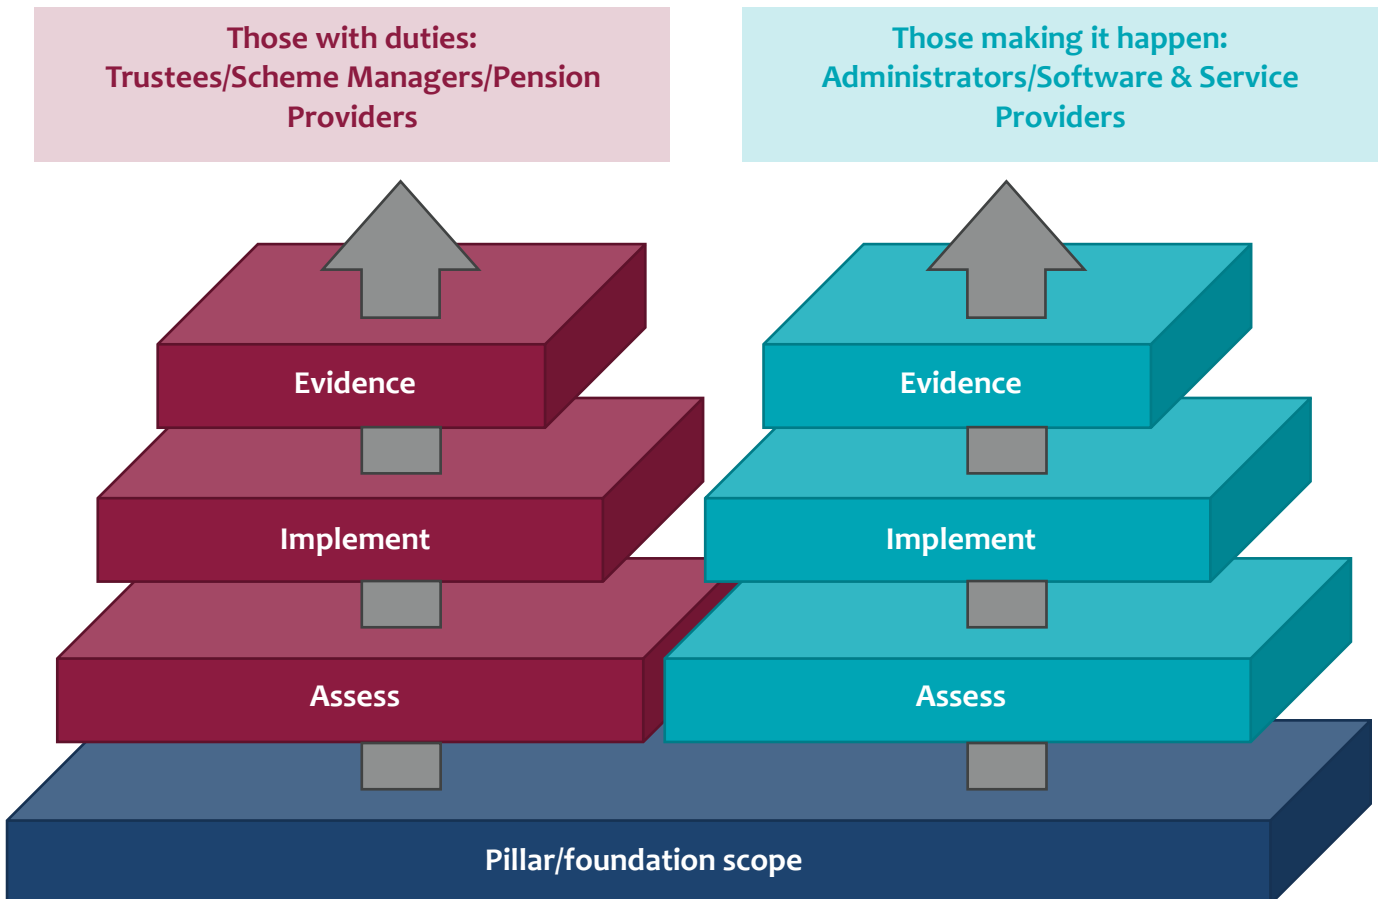 Those with duties:
Trustees/Scheme Managers/Pension
Providers
Those making it happen:
Administrators/Software & Service
Providers
Evidence
Evidence
Implement
Implement
Assess
Assess
Pillar/foundation scope